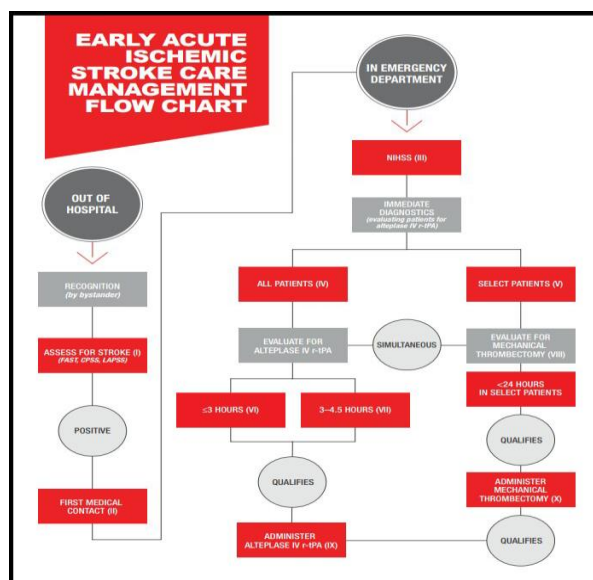 EARLY ACUTE
ISCHEMIC
STROKE CARE
MANAGEMENT
FLOW CHART
OUT OF
HOSPITAL
RECOGNITION
(by bystander)
ASSESS FOR STROKE (I)
(FAST, CPSS, LAPSS)
POSITIVE
FIRST MEDICAL
CONTACT (II)
IN EMERGENCY
DEPARTMENT
NIHSS (III)
IMMEDIATE
DIAGNOSTICS
(evaluating patients for
alteplase IV r-tPA)
ALL PATIENTS (IV)
SELECT PATIENTS (V)
EVALUATE FOR
ALTEPLASE IV r-tPA
SIMULTANEOUS
EVALUATE FOR
MECHANICAL
THROMBECTOMY (VIII)
≤3 HOURS (VI)
3–4.5 HOURS (VII)
<24 HOURS
IN SELECT PATIENTS
QUALIFIES
QUALIFIES
ADMINISTER
MECHANICAL
THROMBECTOMY (X)
ADMINISTER
ALTEPLASE IV r-tPA (IX)
QUALIFIES